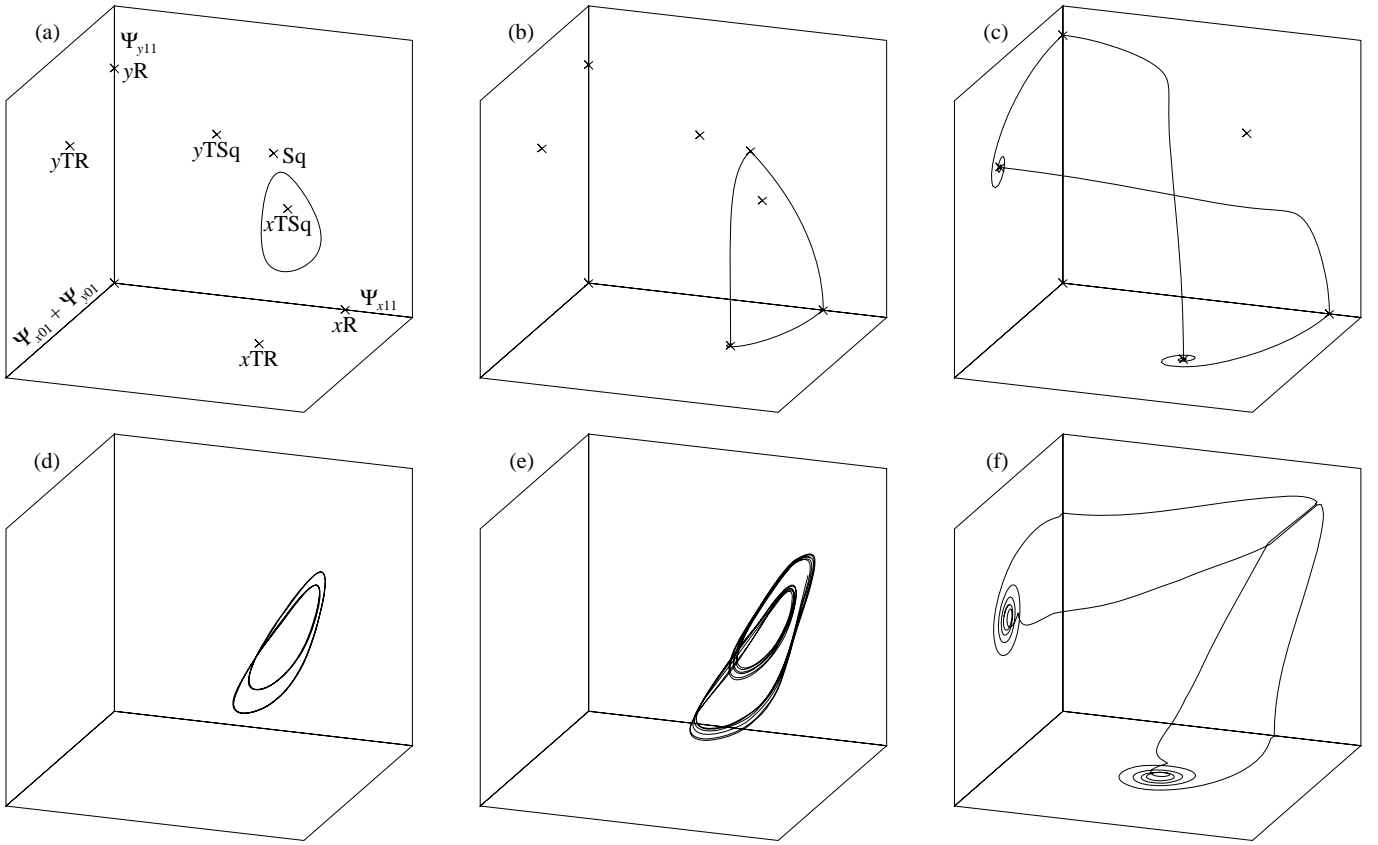 (a)
Ψy11
yR
yTR
yTSq
Sq
xTSq
Ψx01 + Ψy01
Ψx11
xR
xTR
(b)
(c)
(d)
(e)
(f)